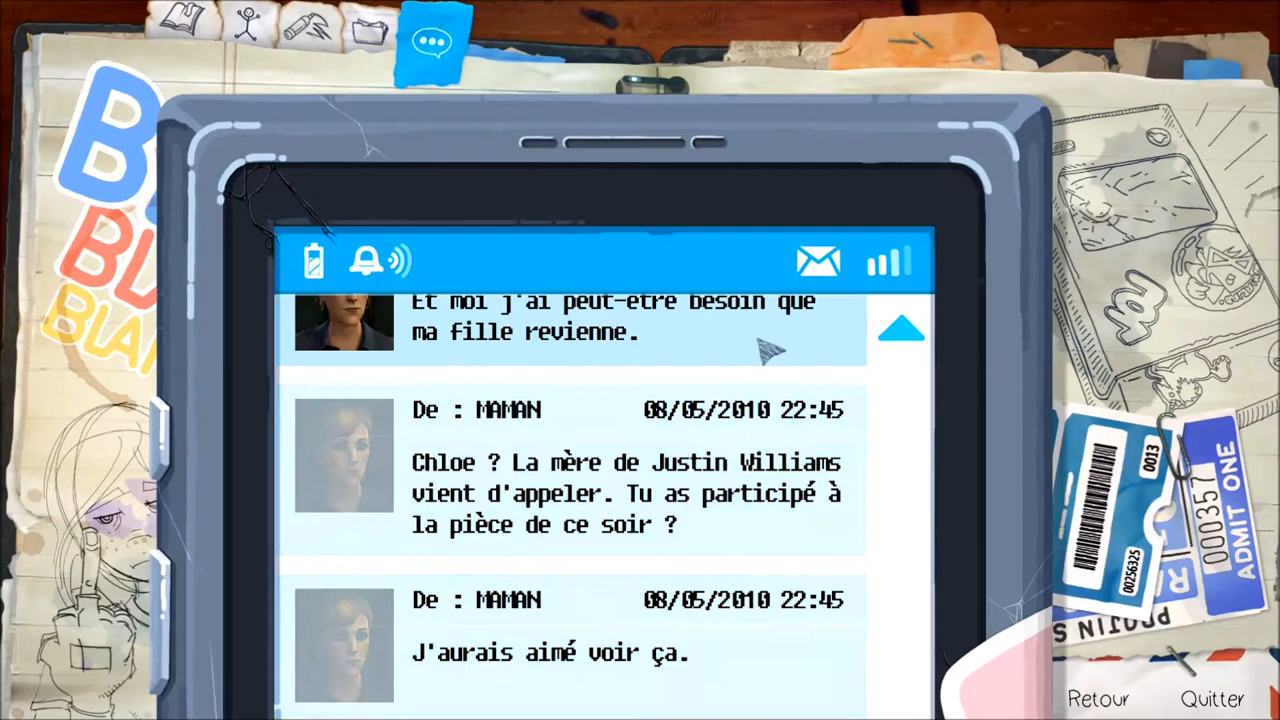 Et moi j'ai peut-être besoin que
ma fille revienne.
De : MAMAN 08/05/2010 22:45
Chloe ? La mère de Justin Williams
vient d'appeler. Tu as participé à
la pièce de ce soir ?
De : MAMAN 08/05/2010 22:45
J'aurais aimé voir ça.
0013
00256325
000357
ADMIT ONE
Retour Quitter